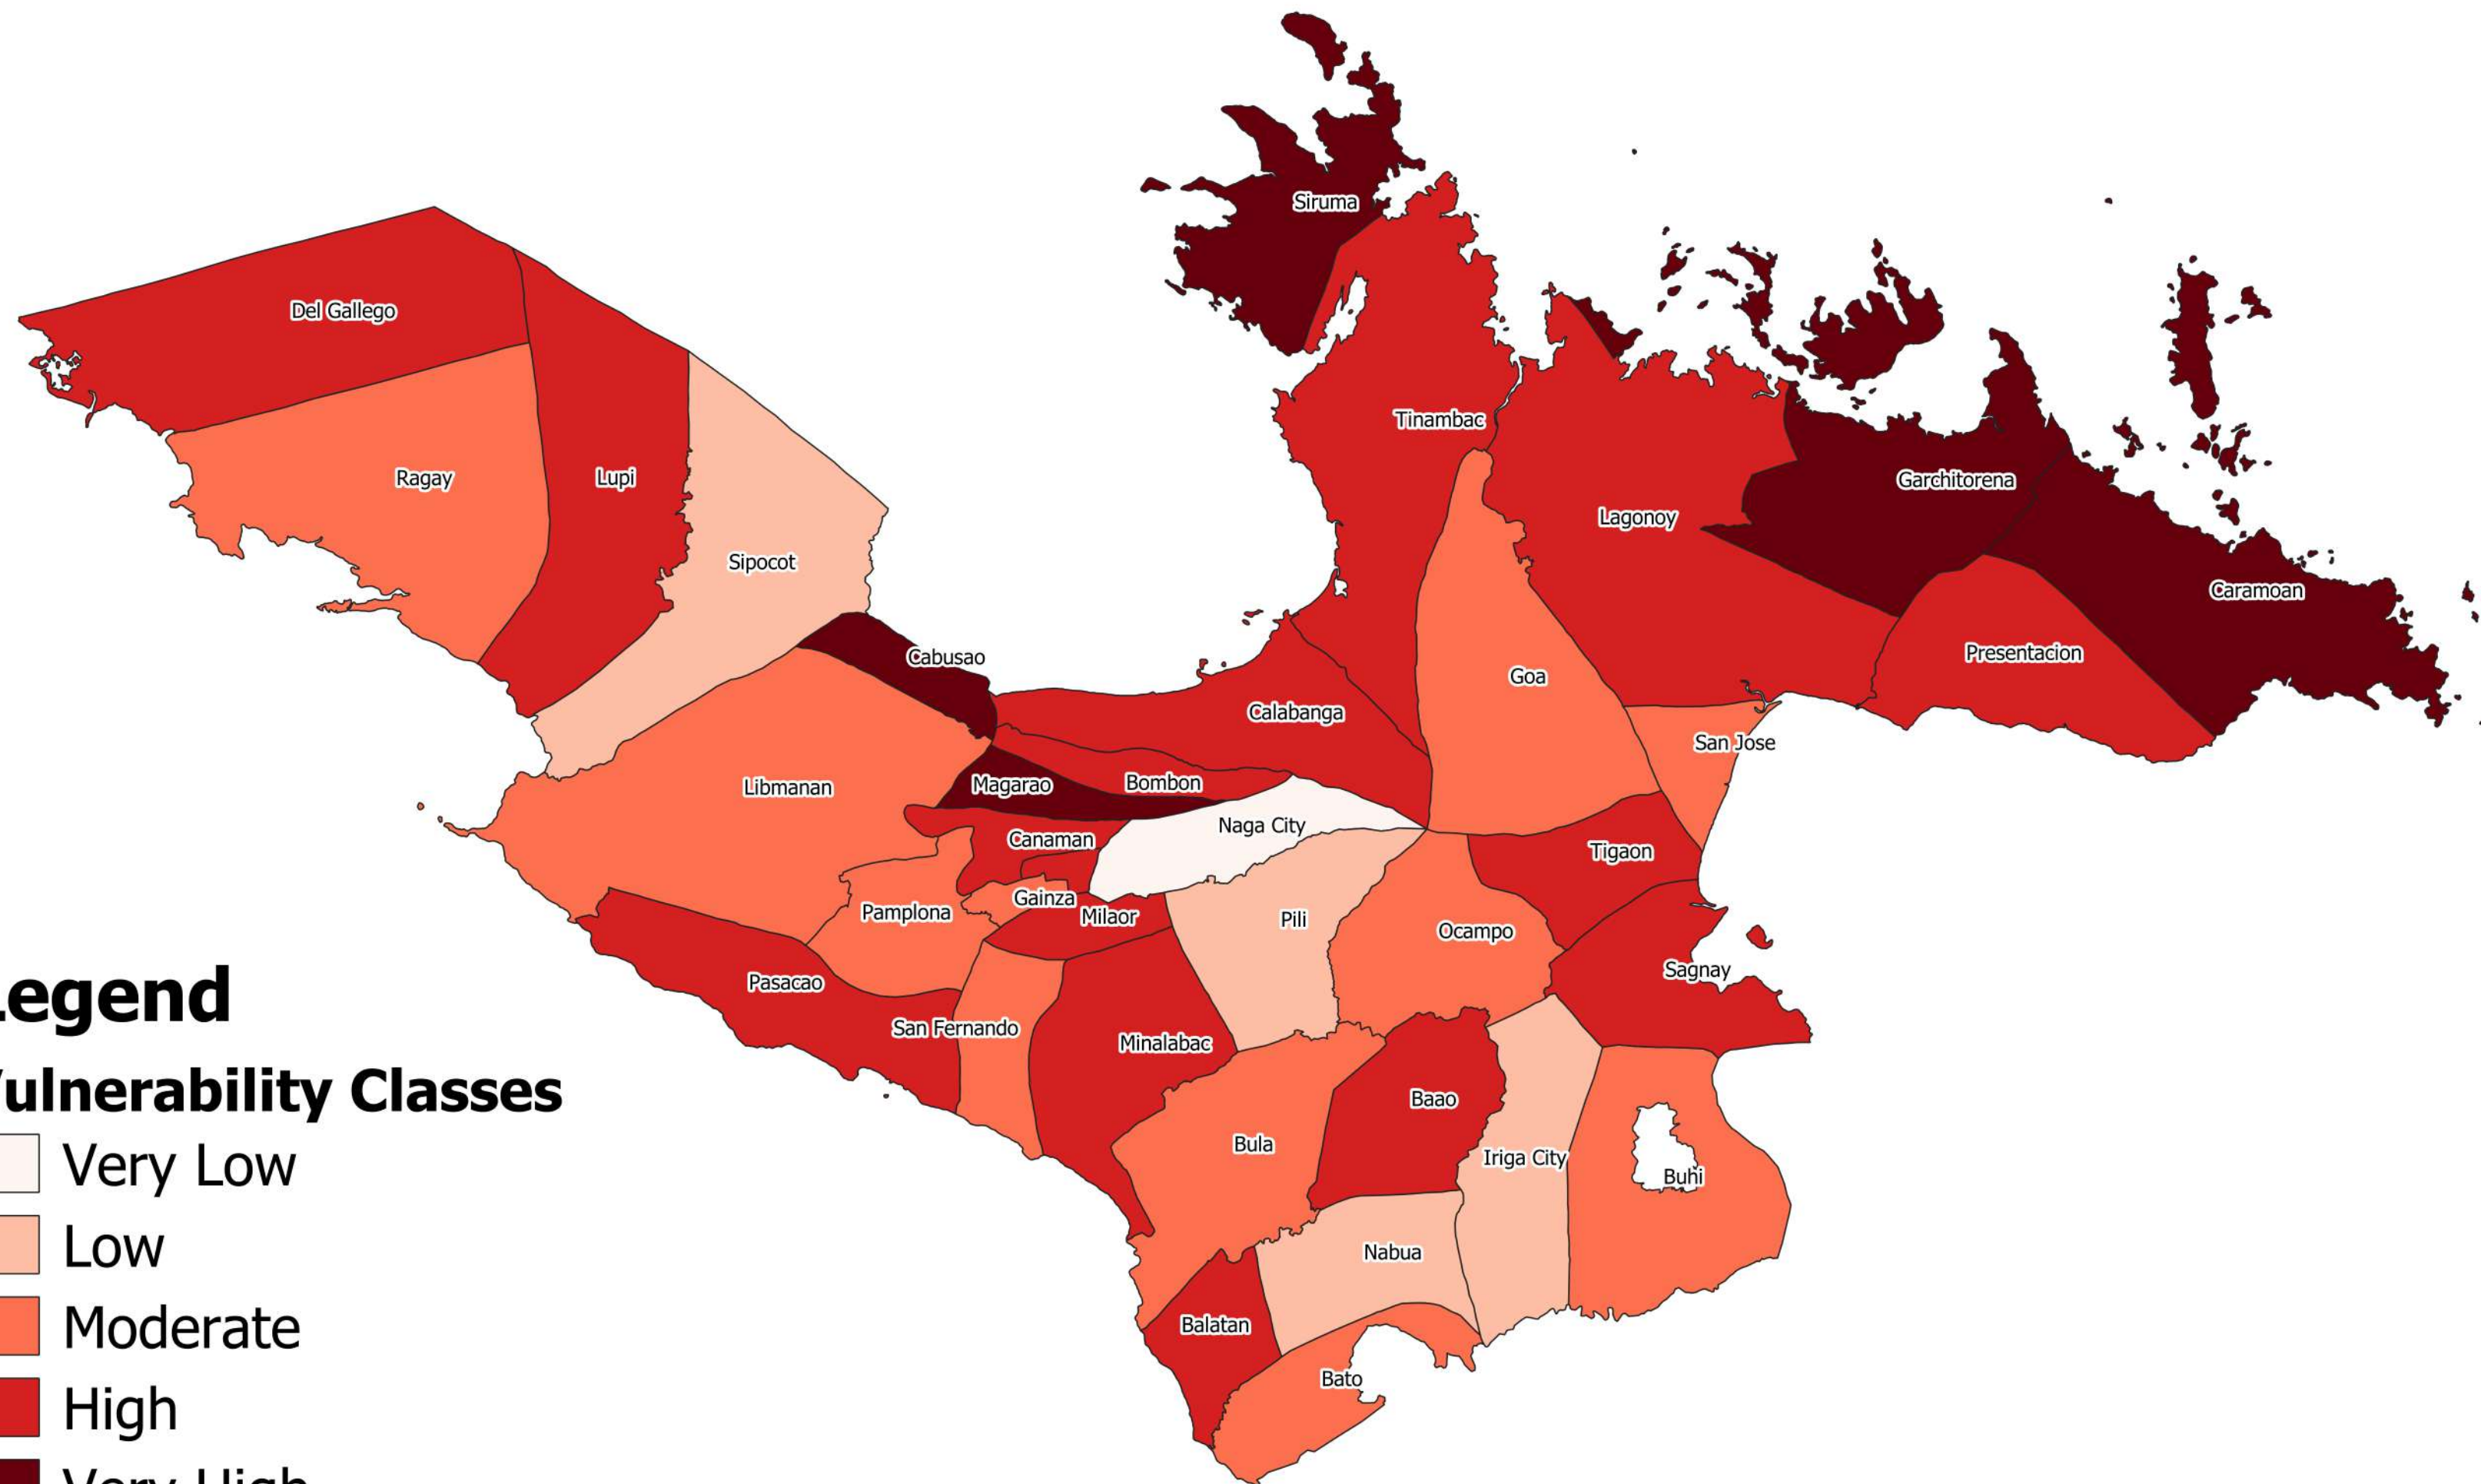 Siruma
Del Gallego
Tinambac
Ragay
Lupi
Garchitorena
Lagonoy
Sipocot
Caramoan
Cabusao
Presentacion
Goa
Calabanga
San Jose
Libmanan
Magarao
Bombon
Naga City
Canaman
Tigaon
Gainza
Pamplona
Milaor
Pili
Ocampo
Sagnay
Pasacao
San Fernando
Minalabac
Baao
Bula
Iriga City
Buhi
Nabua
Balatan
Bato
Legend
Vulnerability Classes
Very Low
Low
Moderate
High
Very High